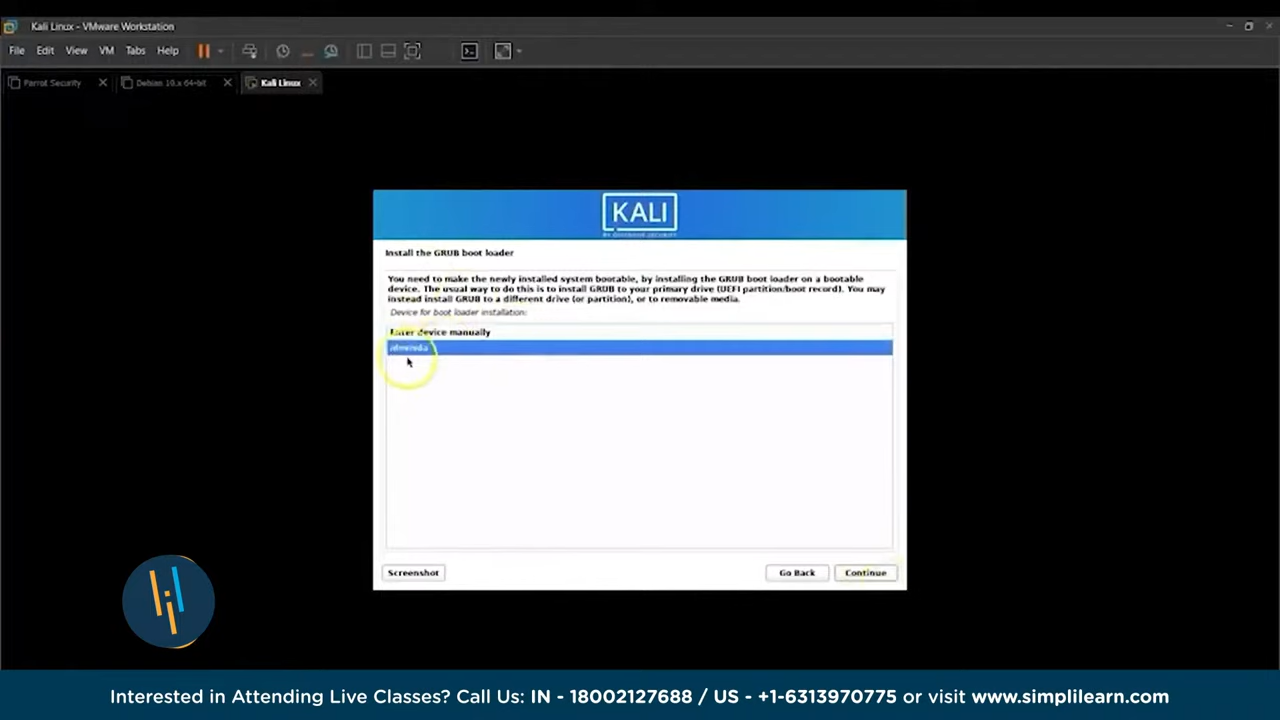 Kali Linux - VMware Workstation
File Edit View VM Tabs Help
Parrot Security Debian 10.x 64-bit Kali Linux
KALI
Install the GRUB boot loader
You need to make the newly installed system bootable, by installing the GRUB boot loader on a bootable
device. The usual way to do this is to install GRUB to your primary drive (UEFI partition/boot record). You may
instead install GRUB to a different drive (or partition), or to removable media.
Device for boot loader installation:
Enter device manually
Screenshot Go Back Continue
Interested in Attending Live Classes? Call Us: IN - 18002127688 / US - +1-6313970775 or visit www.simplilearn.com